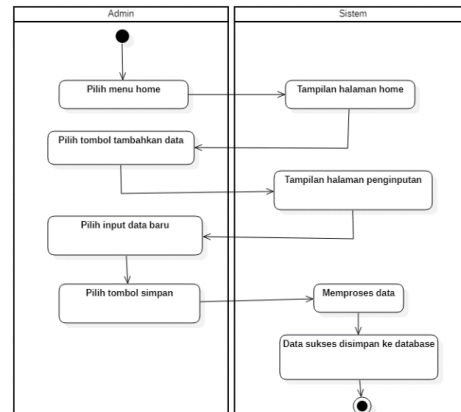 Admin
Sistem
Pilih menu home
Tampilan halaman home
Pilih tombol tambahkan data
Tampilan halaman penginputan
Pilih input data baru
Pilih tombol simpan
Memproses data
Data sukses disimpan ke database